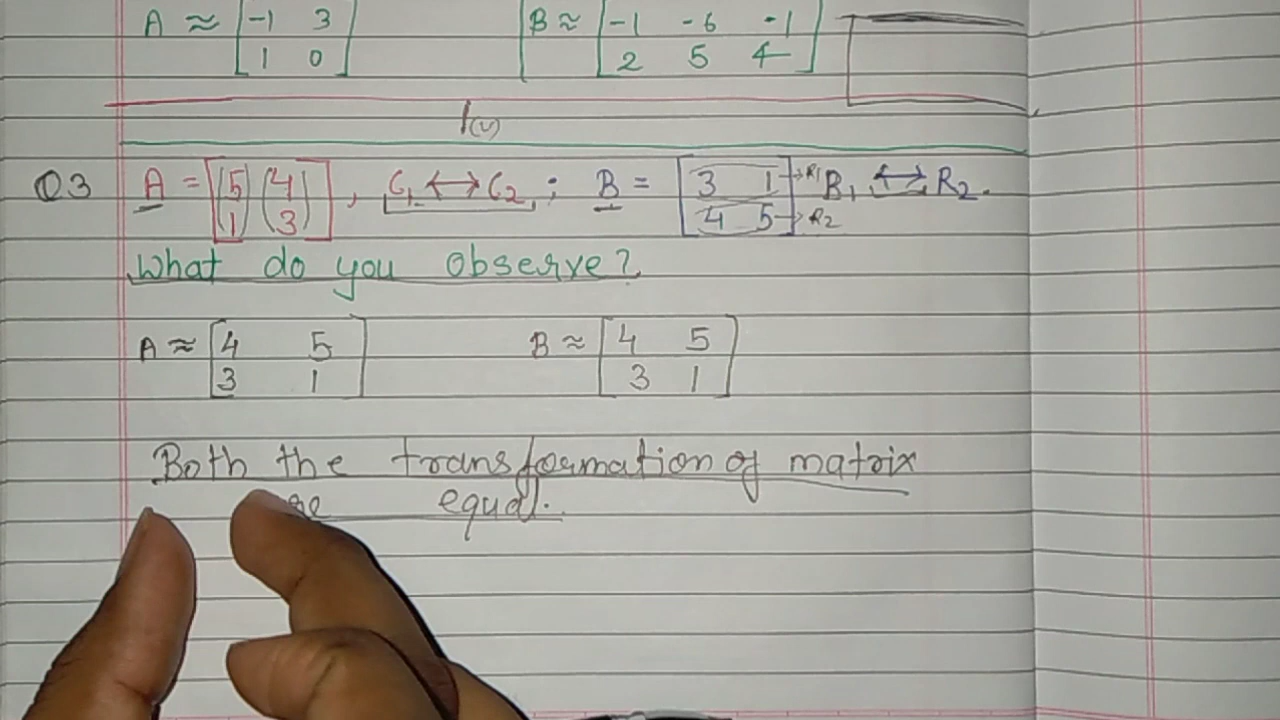 A ≈ [-1 3 B ≈ [-1 -6 -1
1 0] 2 5 4]
(v)
Q3 A = [5 4 , C1 ↔ C2 ; B = [3 1] → R1 B1 ↔ R2.
1 3] 4 5] → R2
What do you observe?
A ≈ [4 5 B ≈ [4 5
3 1] 3 1]
Both the transformation of matrix
equal.